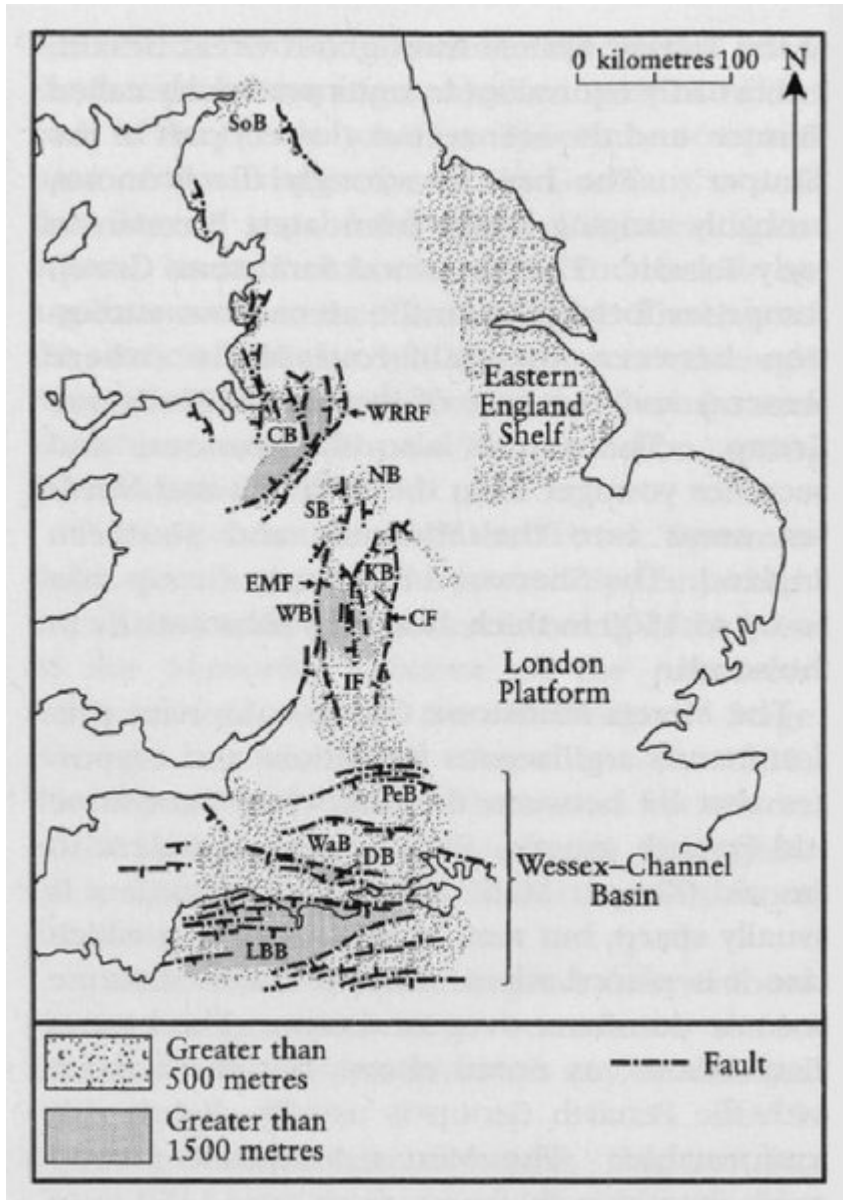 0 kilometres 100
N
SoB
Eastern
England
Shelf
WRRF
CB
NB
SB
KB
EMF
WB
CF
IF
London
Platform
PeB
WaB
DB
Wessex–Channel
Basin
LBB
Greater than
500 metres
Fault
Greater than
1500 metres